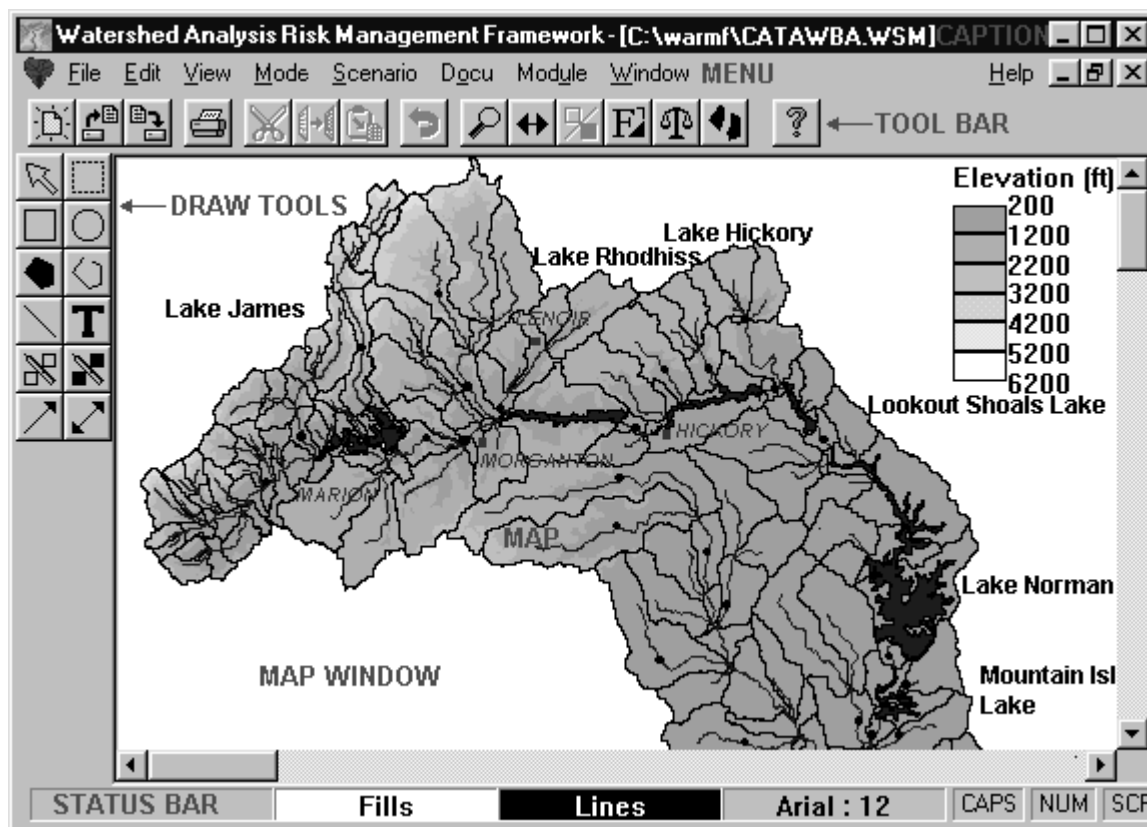 Watershed Analysis Risk Management Framework - [C:\warmf\CATAWBA.WSM] CAPTION
File Edit View Mode Scenario Docu Module Window MENU Help
TOOL BAR
DRAW TOOLS
Elevation (ft)
200
1200
2200
3200
4200
5200
6200
Lake Hickory
Lake Rhodhiss
Lake James
LENOIR
Lookout Shoals Lake
HICKORY
MORGANTON
MARION
MAP
Lake Norman
MAP WINDOW
Mountain Isl
Lake
STATUS BAR Fills Lines Arial : 12 CAPS NUM SCR